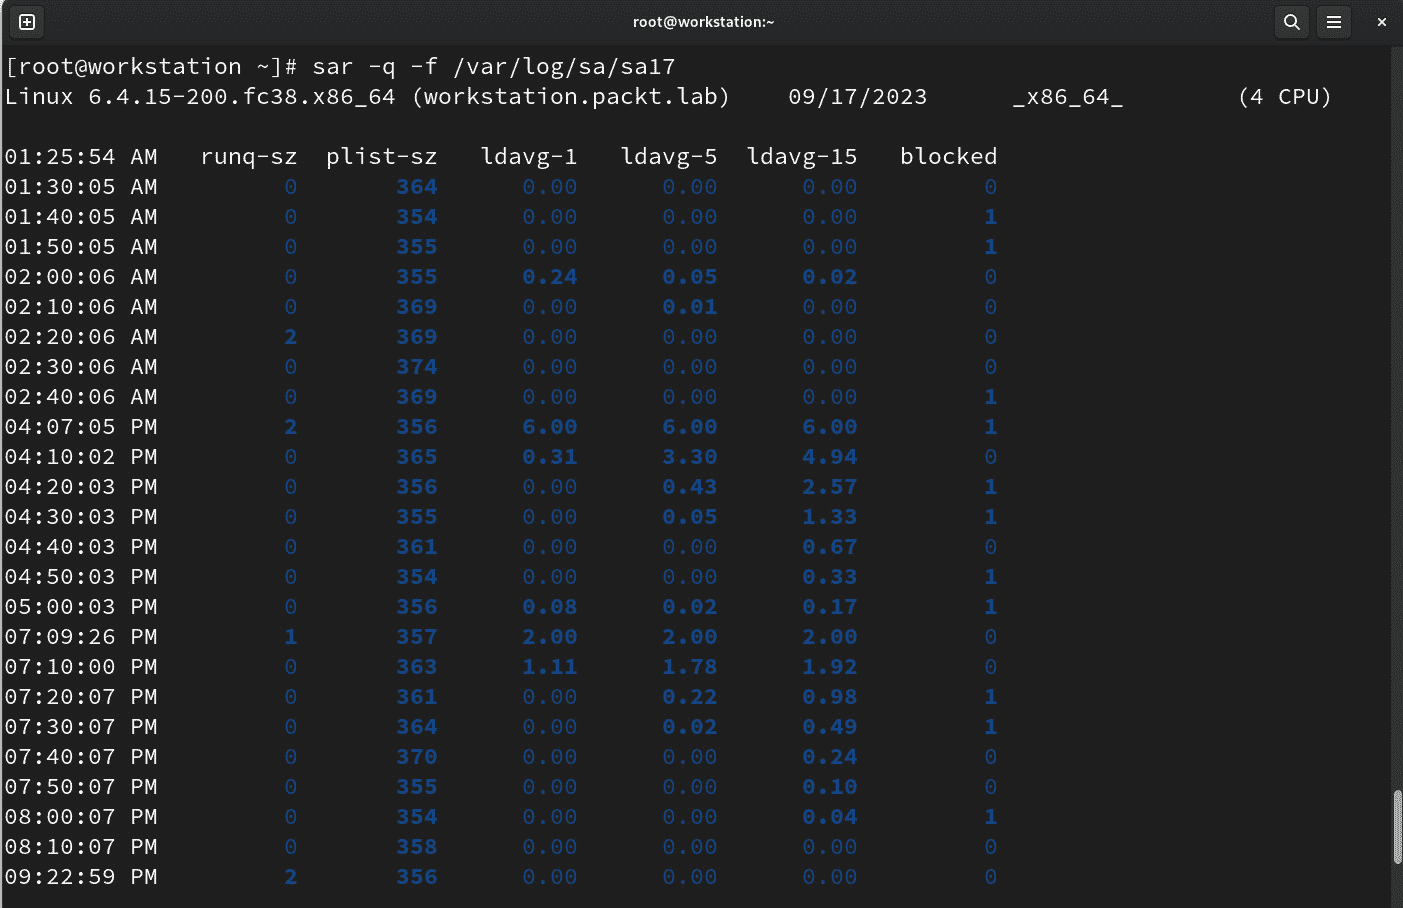 root@workstation:~
[root@workstation ~]# sar -q -f /var/log/sa/sa17
Linux 6.4.15-200.fc38.x86_64 (workstation.packt.lab) 09/17/2023 _x86_64_ (4 CPU)
01:25:54 AM runq-sz plist-sz ldavg-1 ldavg-5 ldavg-15 blocked
01:30:05 AM 0 364 0.00 0.00 0.00 0
01:40:05 AM 0 354 0.00 0.00 0.00 1
01:50:05 AM 0 355 0.00 0.00 0.00 1
02:00:06 AM 0 355 0.24 0.05 0.02 0
02:10:06 AM 0 369 0.00 0.01 0.00 0
02:20:06 AM 2 369 0.00 0.00 0.00 0
02:30:06 AM 0 374 0.00 0.00 0.00 0
02:40:06 AM 0 369 0.00 0.00 0.00 1
04:07:05 PM 2 356 6.00 6.00 6.00 1
04:10:02 PM 0 365 0.31 3.30 4.94 0
04:20:03 PM 0 356 0.00 0.43 2.57 1
04:30:03 PM 0 355 0.00 0.05 1.33 1
04:40:03 PM 0 361 0.00 0.00 0.67 0
04:50:03 PM 0 354 0.00 0.00 0.33 1
05:00:03 PM 0 356 0.08 0.02 0.17 1
07:09:26 PM 1 357 2.00 2.00 2.00 0
07:10:00 PM 0 363 1.11 1.78 1.92 0
07:20:07 PM 0 361 0.00 0.22 0.98 1
07:30:07 PM 0 364 0.00 0.02 0.49 1
07:40:07 PM 0 370 0.00 0.00 0.24 0
07:50:07 PM 0 355 0.00 0.00 0.10 0
08:00:07 PM 0 354 0.00 0.00 0.04 1
08:10:07 PM 0 358 0.00 0.00 0.00 0
09:22:59 PM 2 356 0.00 0.00 0.00 0